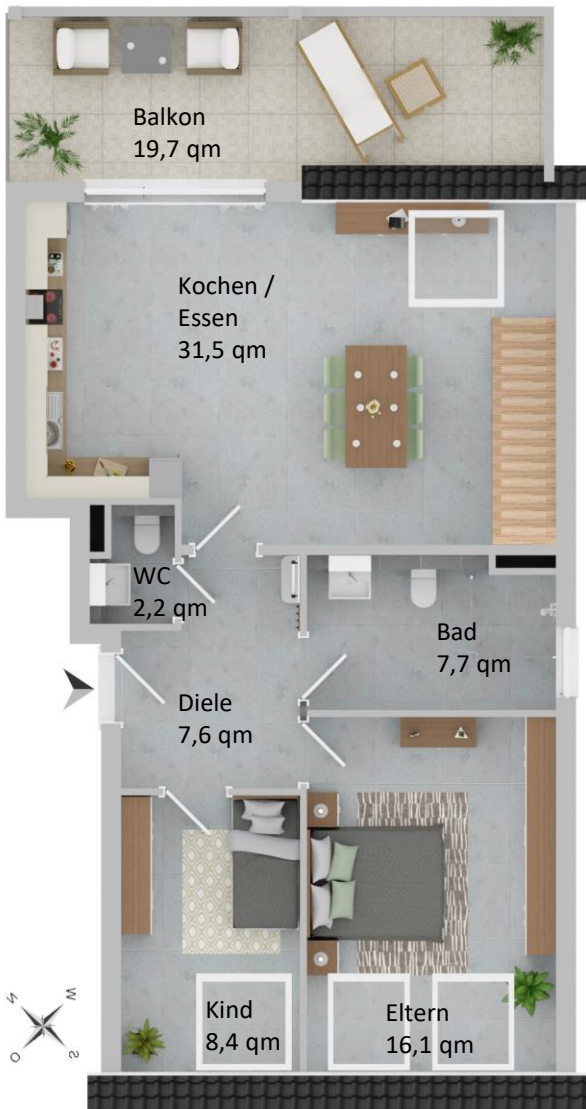 Balkon
19,7 qm
Kochen /
Essen
31,5 qm
WC
2,2 qm
Bad
7,7 qm
Diele
7,6 qm
Kind
8,4 qm
Eltern
16,1 qm
N
W
O
S